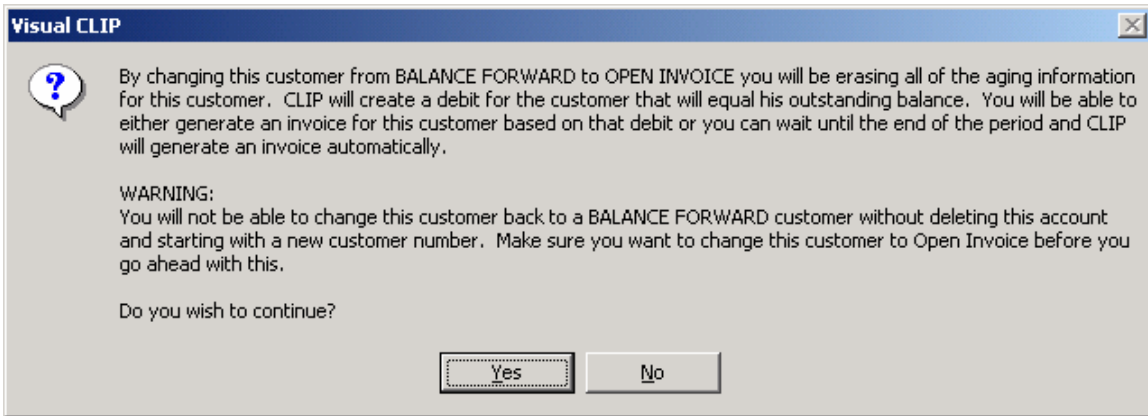 Visual CLIP
By changing this customer from BALANCE FORWARD to OPEN INVOICE you will be erasing all of the aging information
for this customer.  CLIP will create a debit for the customer that will equal his outstanding balance.  You will be able to
either generate an invoice for this customer based on that debit or you can wait until the end of the period and CLIP
will generate an invoice automatically.
WARNING:
You will not be able to change this customer back to a BALANCE FORWARD customer without deleting this account
and starting with a new customer number.  Make sure you want to change this customer to Open Invoice before you
go ahead with this.
Do you wish to continue?
Yes No